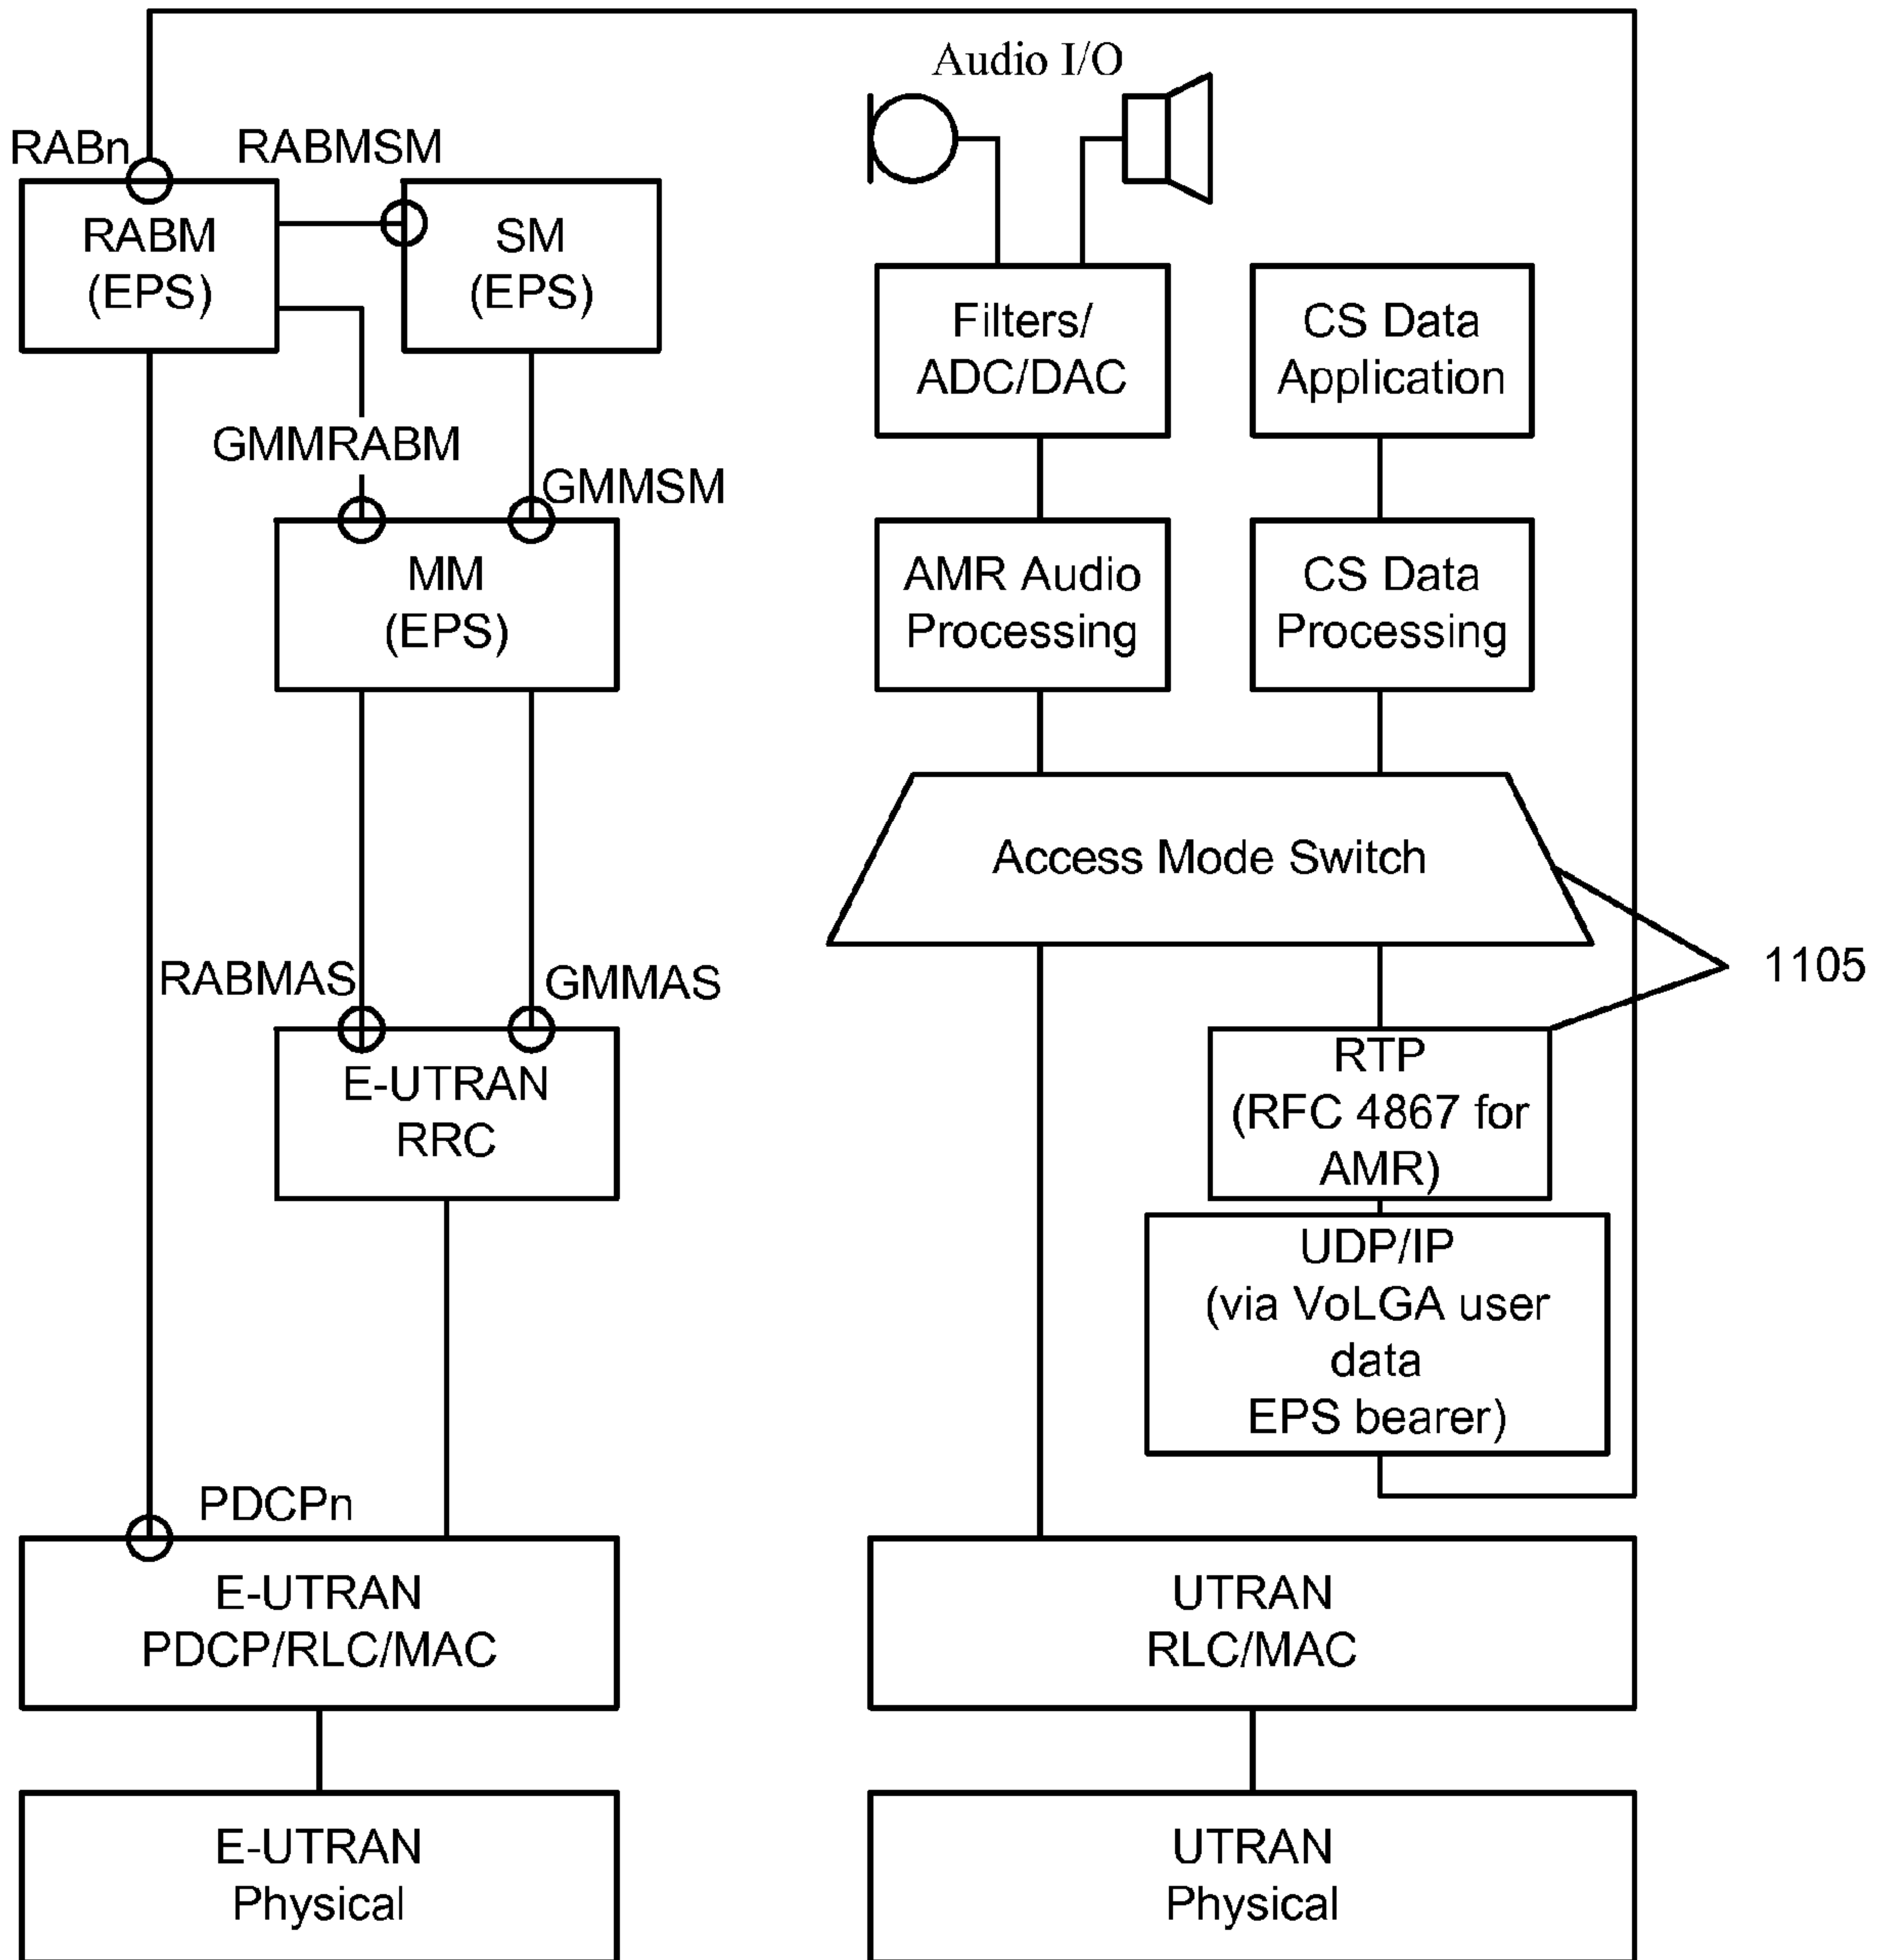 Audio I/O
RABn
RABMSM
RABM
(EPS)
SM
(EPS)
Filters/
ADC/DAC
CS Data
Application
GMMRABM
GMMSM
MM
(EPS)
AMR Audio
Processing
CS Data
Processing
Access Mode Switch
1105
RABMAS
GMMAS
E-UTRAN
RRC
RTP
(RFC 4867 for
AMR)
UDP/IP
(via VoLGA user
data
EPS bearer)
PDCPn
E-UTRAN
PDCP/RLC/MAC
UTRAN
RLC/MAC
E-UTRAN
Physical
UTRAN
Physical